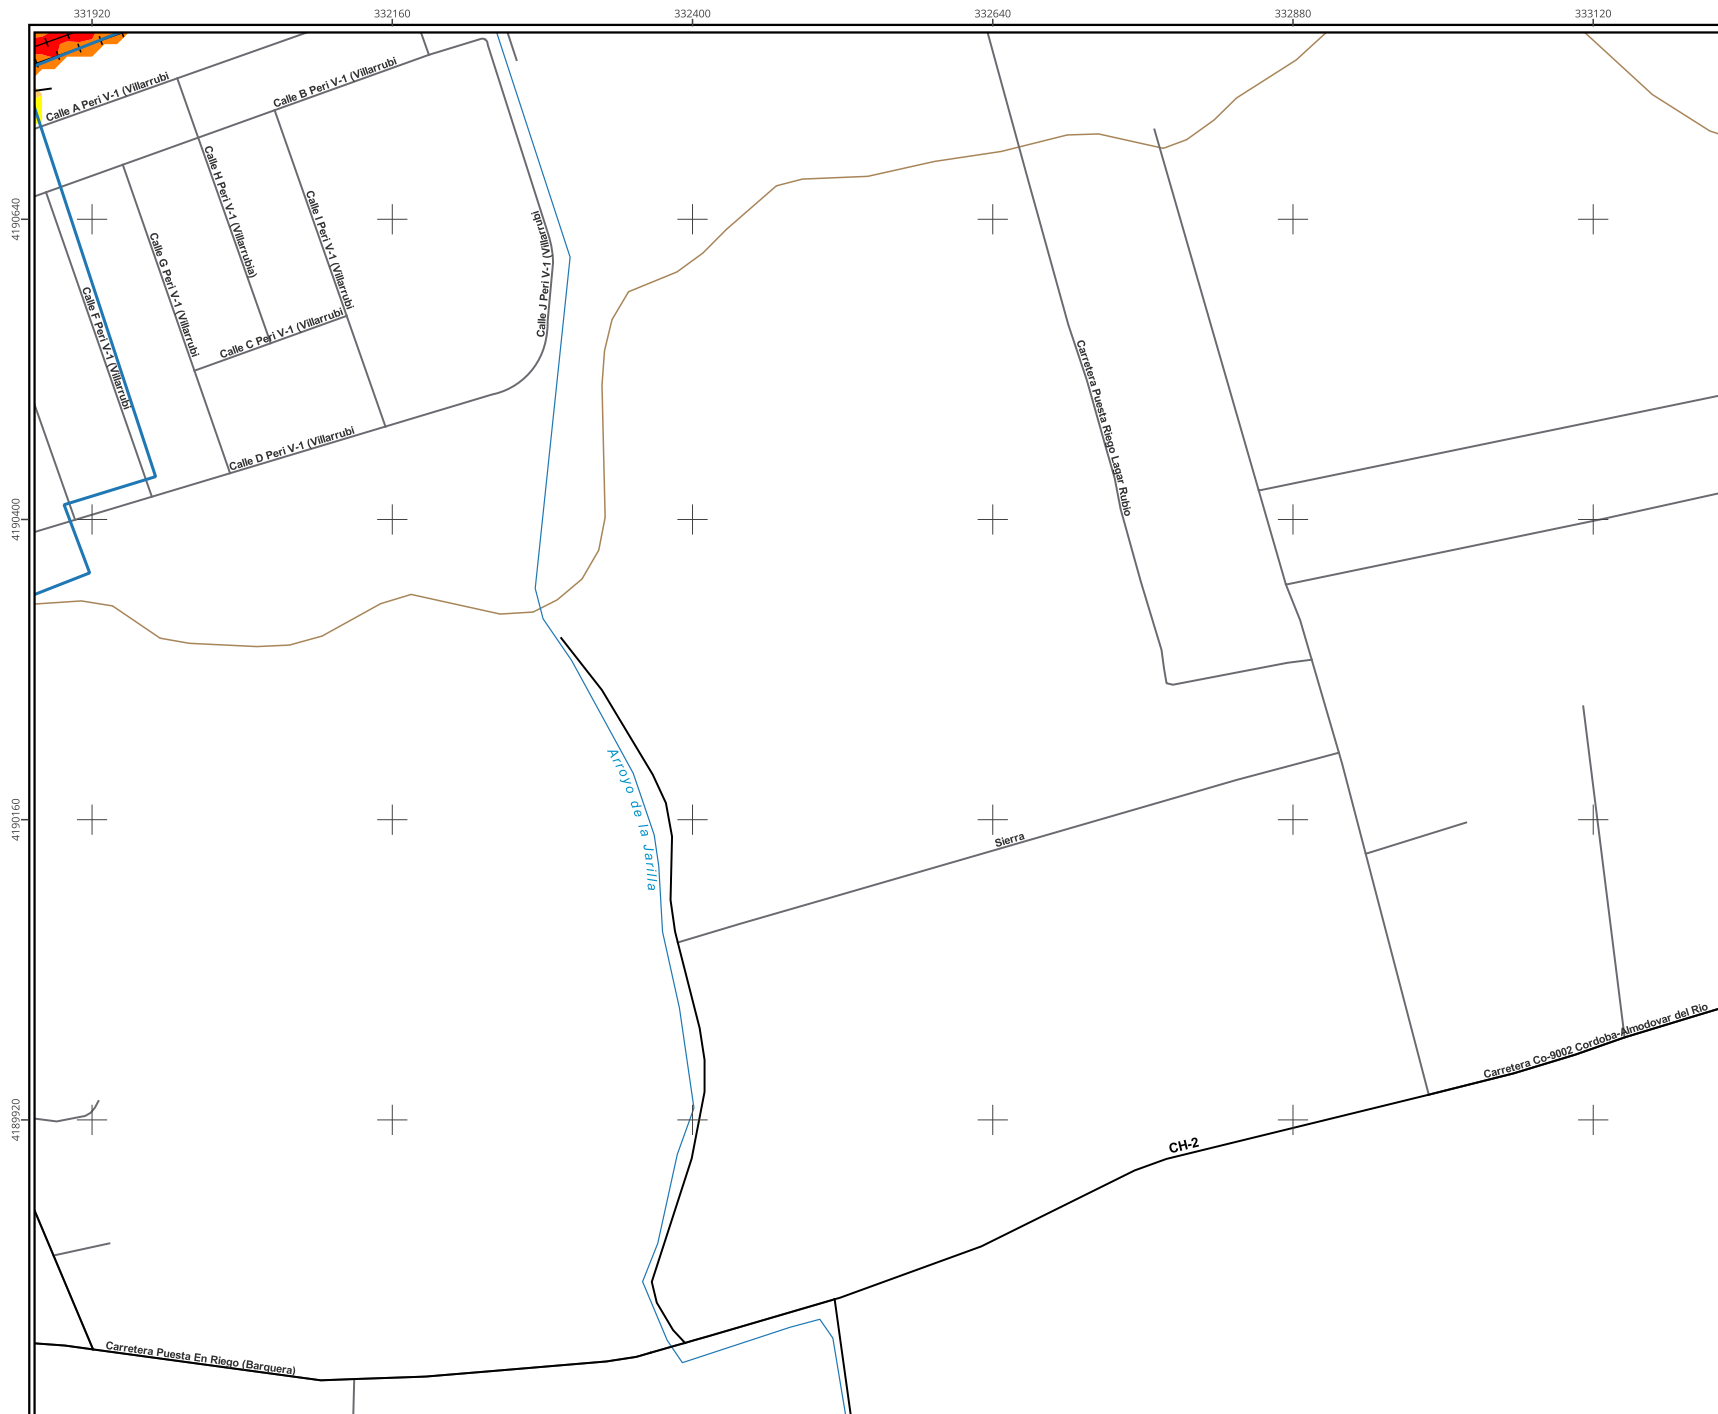 331920
332160
332400
332640
332880
333120
Calle A Peri V-1 (Villarrubi
Calle B Peri V-1 (Villarrubi
Calle H Peri V-1 (Villarrubia)
Calle I Peri V-1 (Villarrubi
4190640
Calle J Peri V-1 (Villarrubi
Calle G Peri V-1 (Villarrubi
Calle F Peri V-1 (Villarrubi
Calle C Peri V-1 (Villarrubi
Carretera Puesta Riego Lagar Rubio
Calle D Peri V-1 (Villarrubi
4190400
Arroyo de la Jarilla
4190160
Sierra
Carretera Co-9002 Cordoba-Almodovar del Rio
4189920
CH-2
Carretera Puesta En Riego (Barquera)